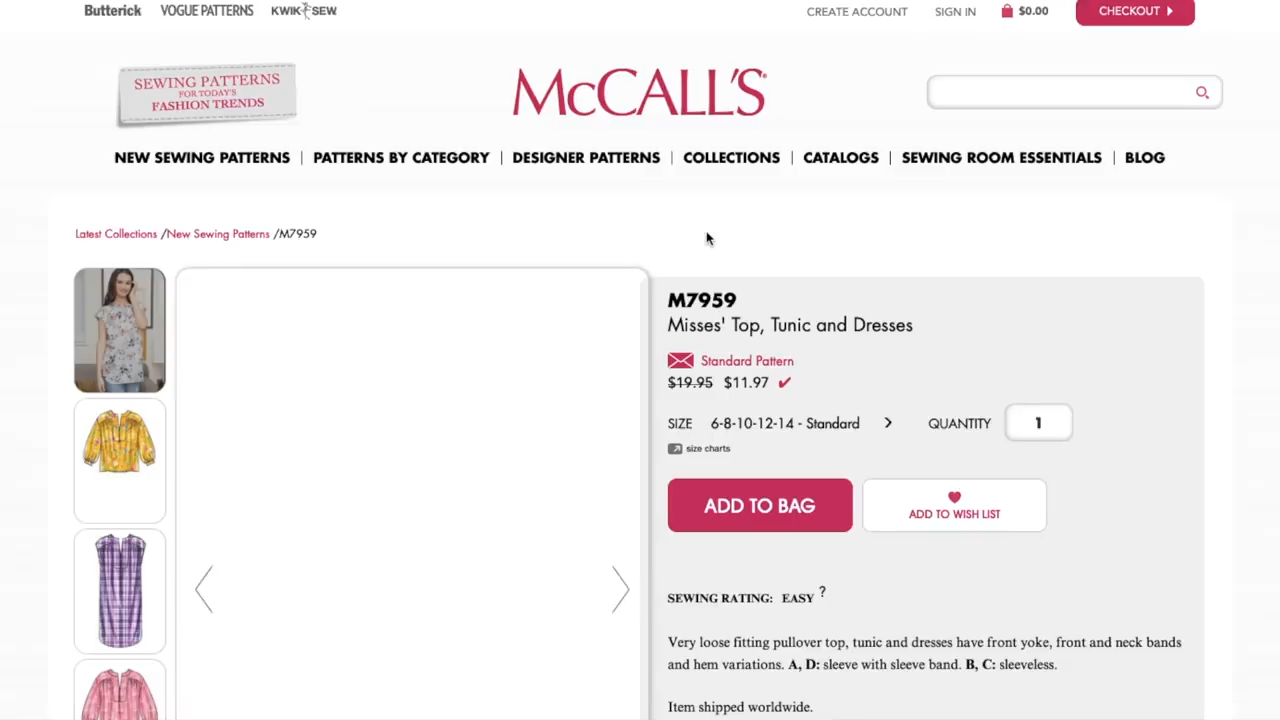 Butterick VOGUE PATTERNS KWIK SEW CREATE ACCOUNT SIGN IN $0.00 CHECKOUT
SEWING PATTERNS
FOR TODAY'S
FASHION TRENDS
McCALL'S
NEW SEWING PATTERNS | PATTERNS BY CATEGORY | DESIGNER PATTERNS | COLLECTIONS | CATALOGS | SEWING ROOM ESSENTIALS | BLOG
Latest Collections /New Sewing Patterns /M7959
M7959
Misses' Top, Tunic and Dresses
Standard Pattern
$19.95 $11.97 ✔
SIZE 6-8-10-12-14 - Standard > QUANTITY 1
size charts
ADD TO BAG
ADD TO WISH LIST
SEWING RATING: EASY ?
Very loose fitting pullover top, tunic and dresses have front yoke, front and neck bands
and hem variations. A, D: sleeve with sleeve band. B, C: sleeveless.
Item shipped worldwide.